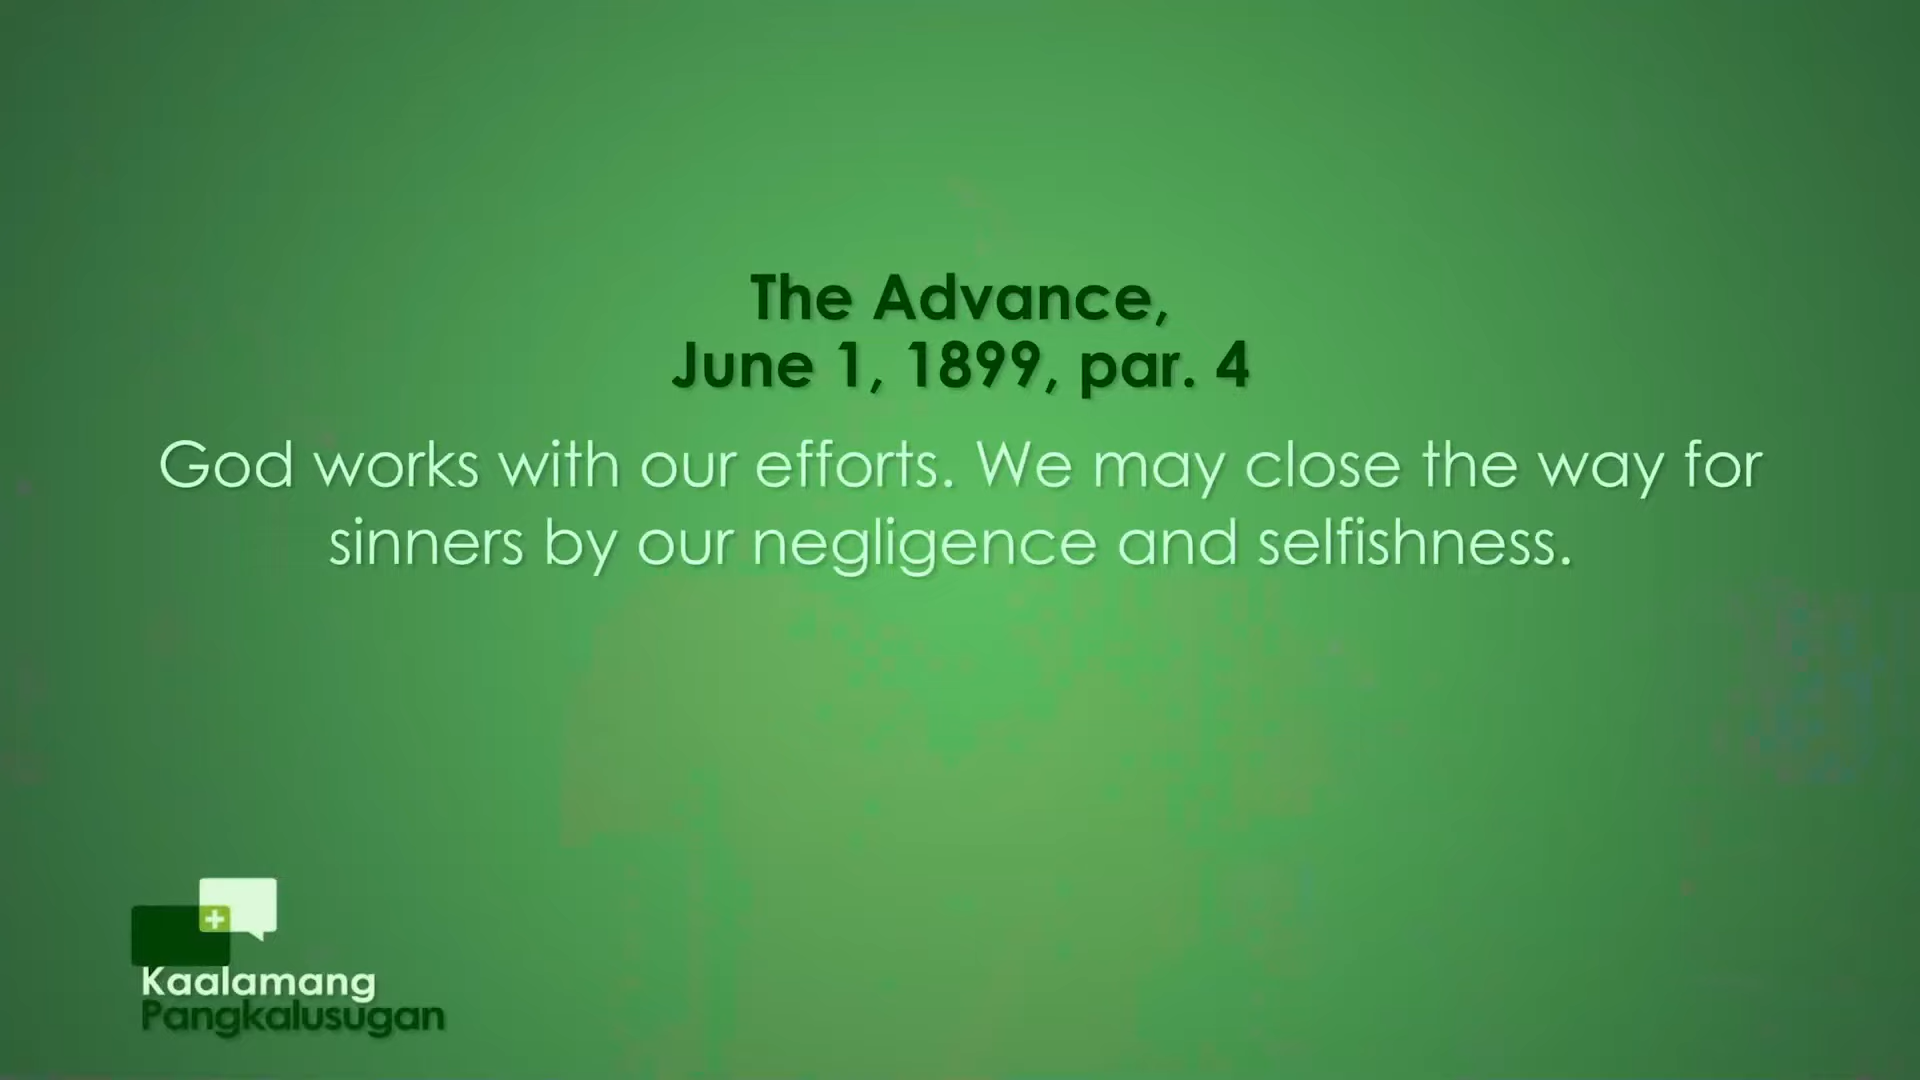 The Advance,
June 1, 1899, par. 4
God works with our efforts. We may close the way for
sinners by our negligence and selfishness.
Kaalamang
Pangkalusugan